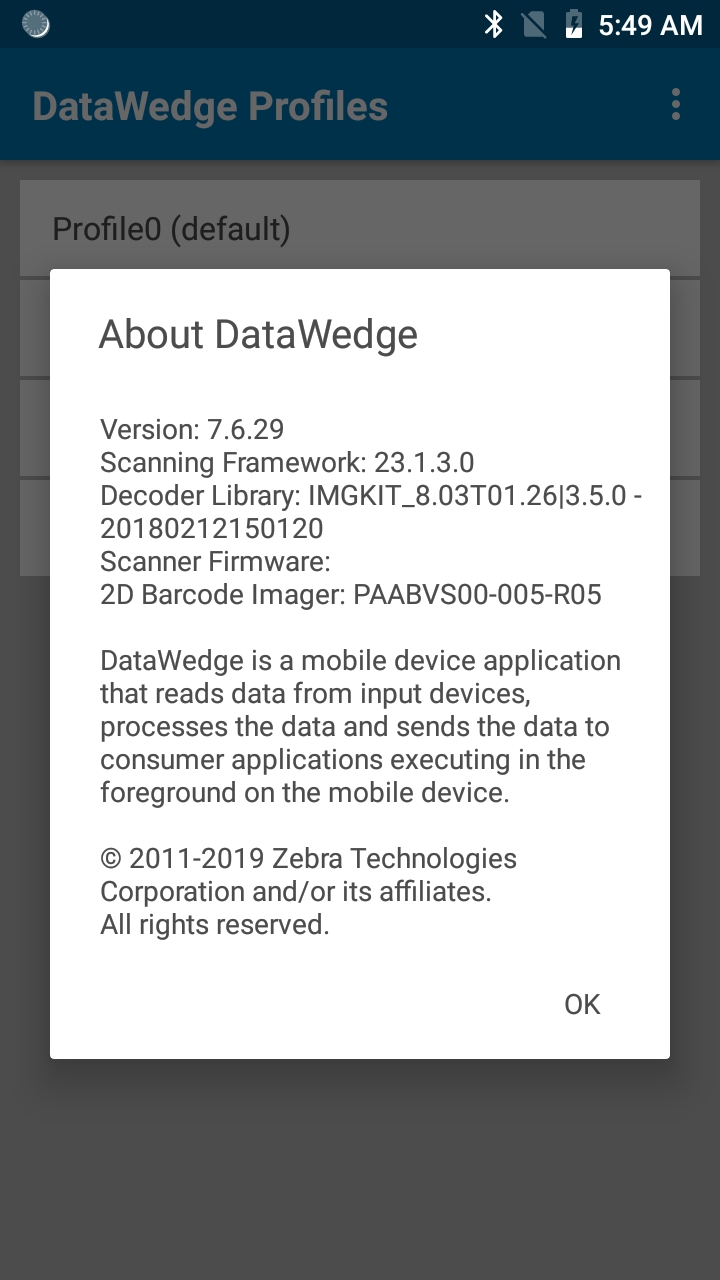 5:49 AM
DataWedge Profiles
Profile0 (default)
About DataWedge
Version: 7.6.29
Scanning Framework: 23.1.3.0
Decoder Library: IMGKIT_8.03T01.26|3.5.0 -
20180212150120
Scanner Firmware:
2D Barcode Imager: PAABVS00-005-R05
DataWedge is a mobile device application
that reads data from input devices,
processes the data and sends the data to
consumer applications executing in the
foreground on the mobile device.
© 2011-2019 Zebra Technologies
Corporation and/or its affiliates.
All rights reserved.
OK